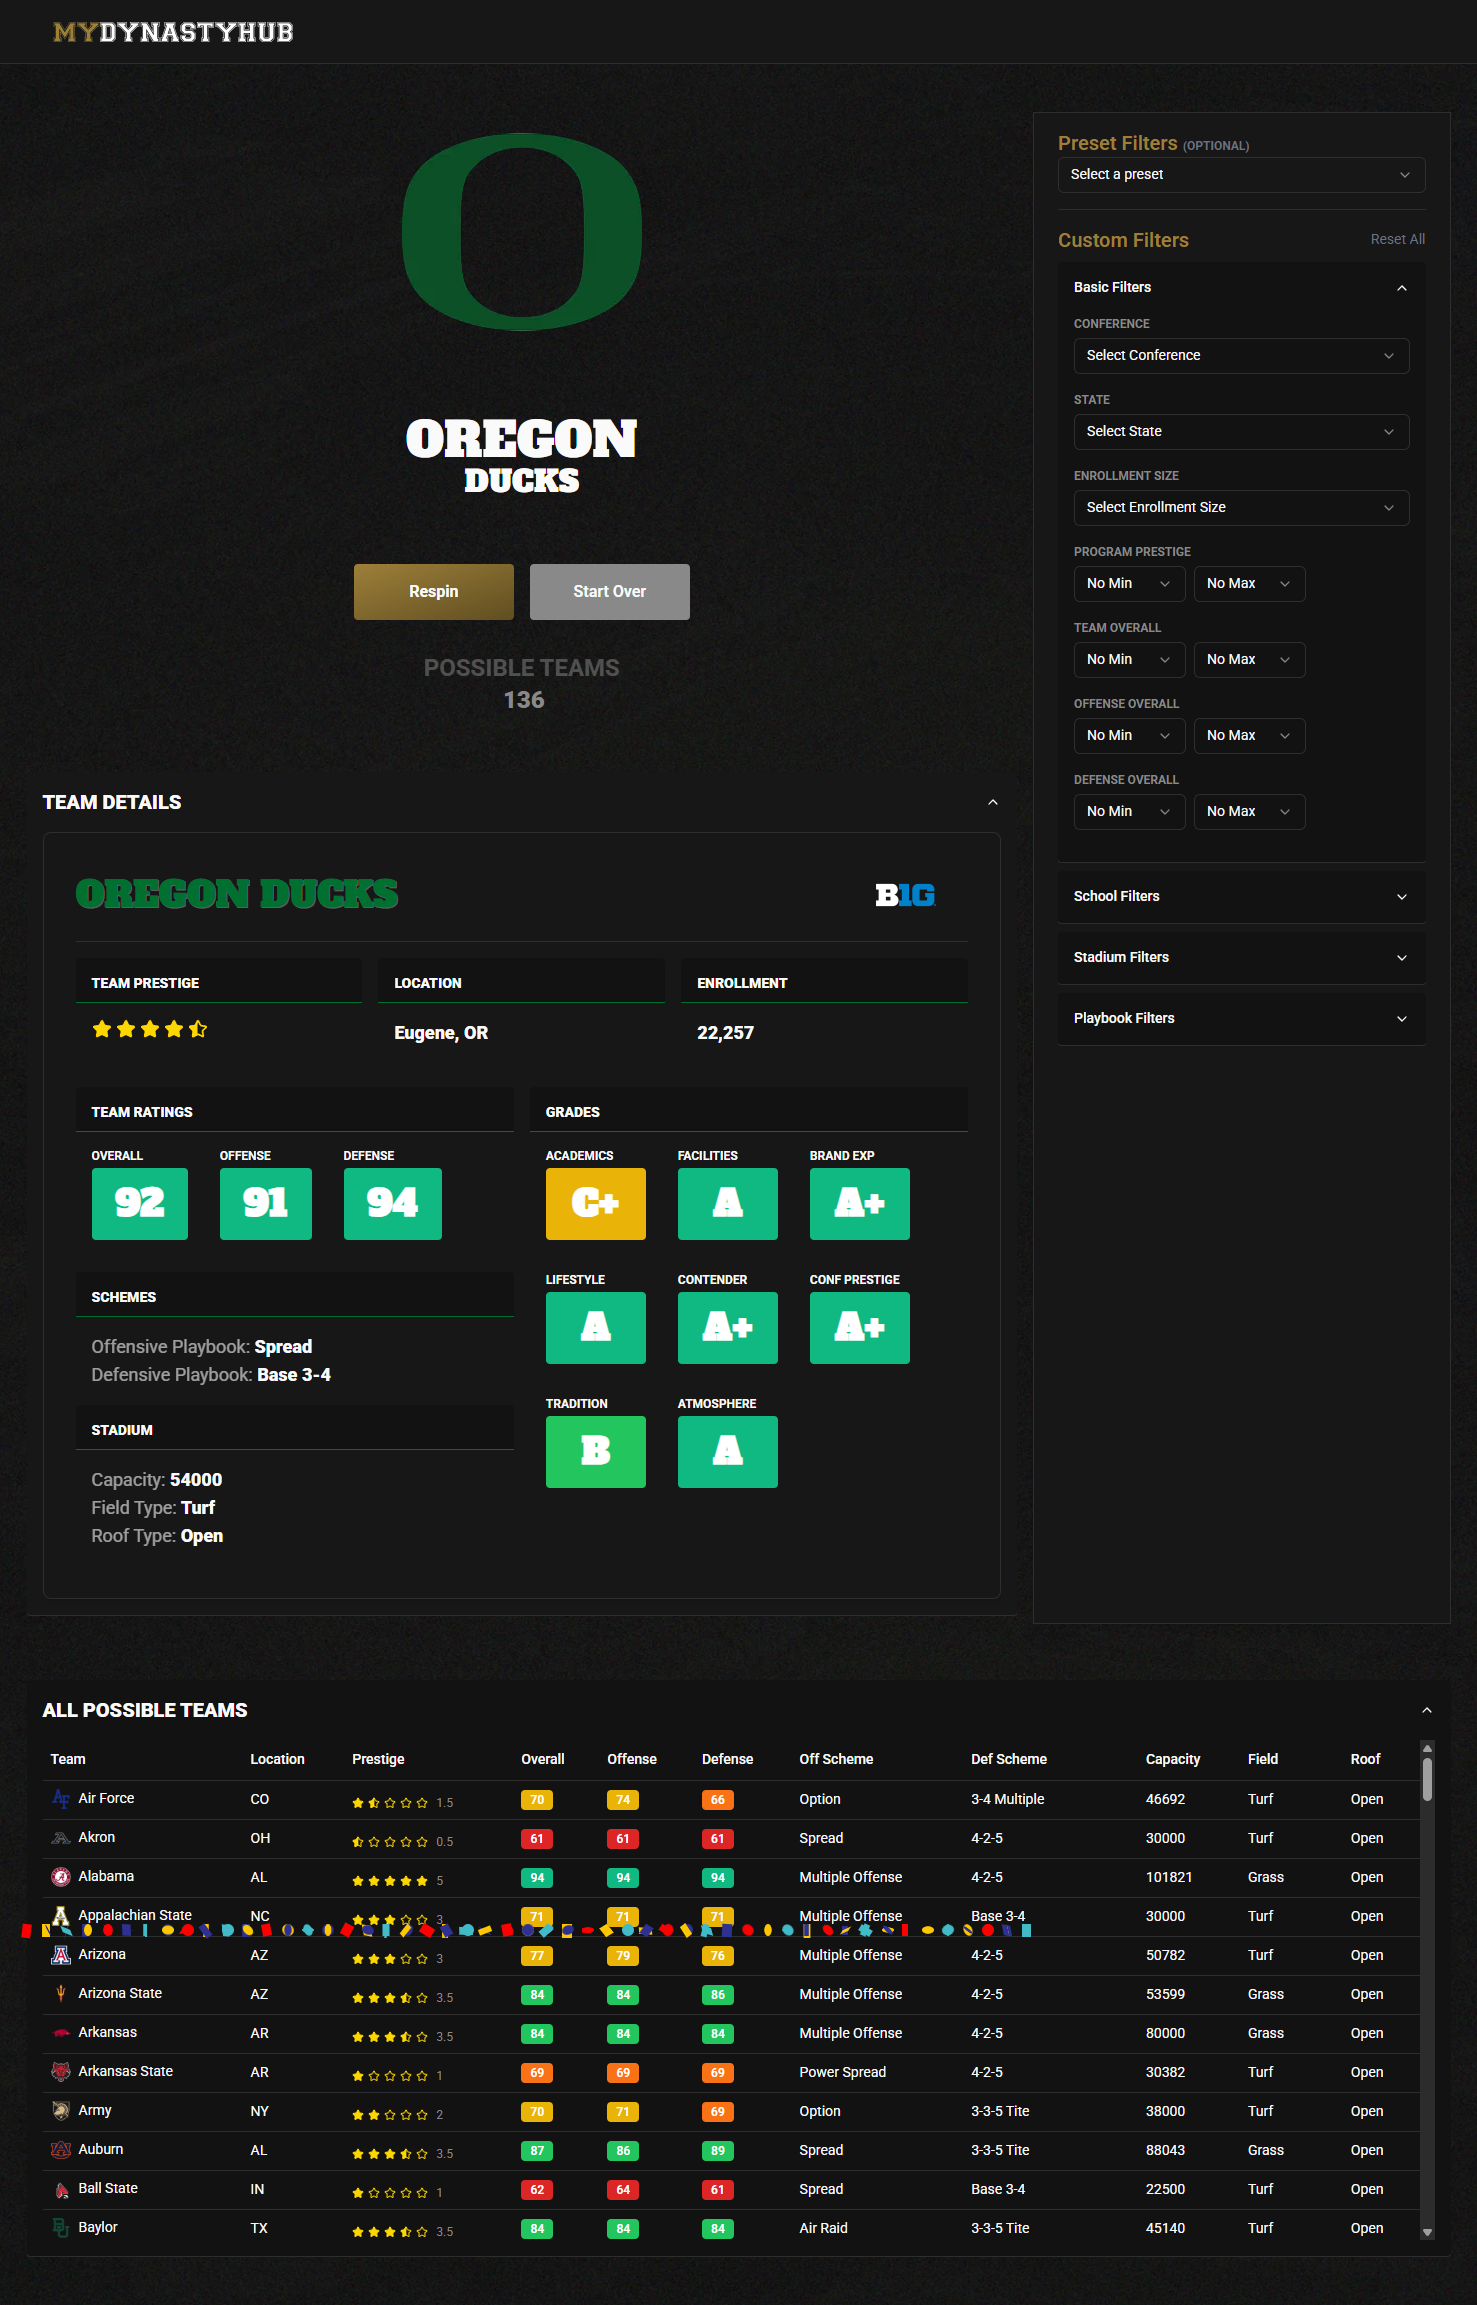 MYDYNASTYHUB
OREGON
DUCKS
Respin
Start Over
POSSIBLE TEAMS
136
Preset Filters (OPTIONAL)
Select a preset
Custom Filters
Reset All
Basic Filters
CONFERENCE
Select Conference
STATE
Select State
ENROLLMENT SIZE
Select Enrollment Size
PROGRAM PRESTIGE
No Min No Max
TEAM OVERALL
No Min No Max
OFFENSE OVERALL
No Min No Max
DEFENSE OVERALL
No Min No Max
School Filters
Stadium Filters
Playbook Filters
TEAM DETAILS
OREGON DUCKS
B1G
TEAM PRESTIGE
LOCATION
Eugene, OR
ENROLLMENT
22,257
TEAM RATINGS
OVERALL OFFENSE DEFENSE
92 91 94
SCHEMES
Offensive Playbook: Spread
Defensive Playbook: Base 3-4
STADIUM
Capacity: 54000
Field Type: Turf
Roof Type: Open
GRADES
ACADEMICS FACILITIES BRAND EXP
C+ A A+
LIFESTYLE CONTENDER CONF PRESTIGE
A A+ A+
TRADITION ATMOSPHERE
B A
ALL POSSIBLE TEAMS
Team Location Prestige Overall Offense Defense Off Scheme Def Scheme Capacity Field Roof
Air Force CO 1.5 70 74 66 Option 3-4 Multiple 46692 Turf Open
Akron OH 0.5 61 61 61 Spread 4-2-5 30000 Turf Open
Alabama AL 5 94 94 94 Multiple Offense 4-2-5 101821 Grass Open
Appalachian State NC 3 71 71 71 Multiple Offense Base 3-4 30000 Turf Open
Arizona AZ 3 77 79 76 Multiple Offense 4-2-5 50782 Turf Open
Arizona State AZ 3.5 84 84 86 Multiple Offense 4-2-5 53599 Grass Open
Arkansas AR 3.5 84 84 84 Multiple Offense 4-2-5 80000 Grass Open
Arkansas State AR 1 69 69 69 Power Spread 4-2-5 30382 Turf Open
Army NY 2 70 71 69 Option 3-3-5 Tite 38000 Turf Open
Auburn AL 3.5 87 86 89 Spread 3-3-5 Tite 88043 Grass Open
Ball State IN 1 62 64 61 Spread Base 3-4 22500 Turf Open
Baylor TX 3.5 84 84 84 Air Raid 3-3-5 Tite 45140 Turf Open